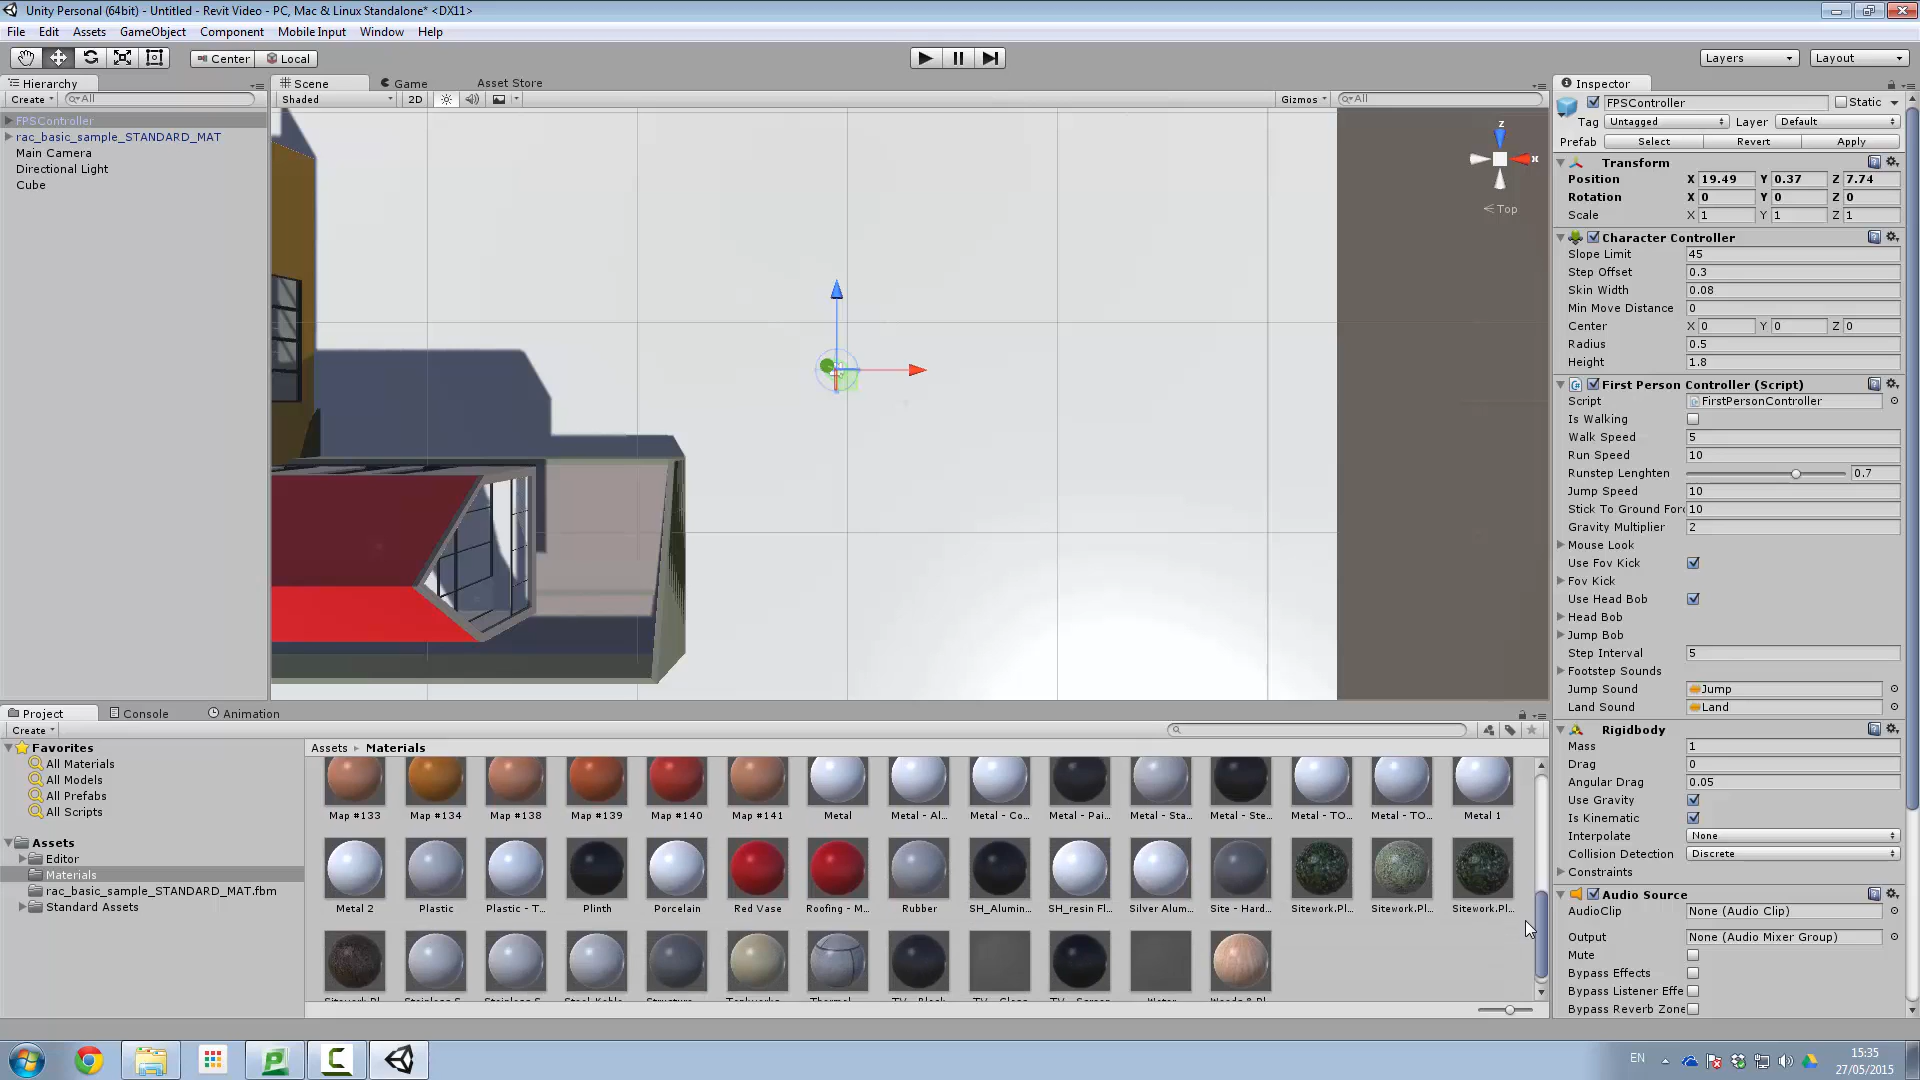 Unity Personal (64bit) - Untitled - Revit Video - PC, Mac & Linux Standalone* <DX11>
File Edit Assets GameObject Component Mobile Input Window Help
Center Local Layers Layout
Hierarchy
Create All
FPSController
rac_basic_sample_STANDARD_MAT
Main Camera
Directional Light
Cube
Scene Game Asset Store
Shaded 2D Gizmos All
z
x
Top
Inspector
FPSController Static
Tag Untagged Layer Default
Prefab Select Revert Apply
Transform
Position X 19.49 Y 0.37 Z 7.74
Rotation X 0 Y 0 Z 0
Scale X 1 Y 1 Z 1
Character Controller
Slope Limit 45
Step Offset 0.3
Skin Width 0.08
Min Move Distance 0
Center X 0 Y 0 Z 0
Radius 0.5
Height 1.8
First Person Controller (Script)
Script FirstPersonController
Is Walking
Walk Speed 5
Run Speed 10
Runstep Lenghten 0.7
Jump Speed 10
Stick To Ground Forc 10
Gravity Multiplier 2
Mouse Look
Use Fov Kick
Fov Kick
Use Head Bob
Head Bob
Jump Bob
Step Interval 5
Footstep Sounds
Jump Sound Jump
Land Sound Land
Rigidbody
Mass 1
Drag 0
Angular Drag 0.05
Use Gravity
Is Kinematic
Interpolate None
Collision Detection Discrete
Constraints
Audio Source
AudioClip None (Audio Clip)
Output None (Audio Mixer Group)
Mute
Bypass Effects
Bypass Listener Effe
Bypass Reverb Zone
Project Console Animation
Create
Favorites
All Materials
All Models
All Prefabs
All Scripts
Assets
Editor
Materials
rac_basic_sample_STANDARD_MAT.fbm
Standard Assets
Assets Materials
Map #133 Map #134 Map #138 Map #139 Map #140 Map #141 Metal Metal - Al... Metal - Co... Metal - Pai... Metal - Sta... Metal - Ste... Metal - TO... Metal - TO... Metal 1
Metal 2 Plastic Plastic - T... Plinth Porcelain Red Vase Roofing - M... Rubber SH_Alumin... SH_resin Fl... Silver Alum... Site - Hard... Sitework.Pl... Sitework.Pl... Sitework.Pl...
EN
15:35
27/05/2015